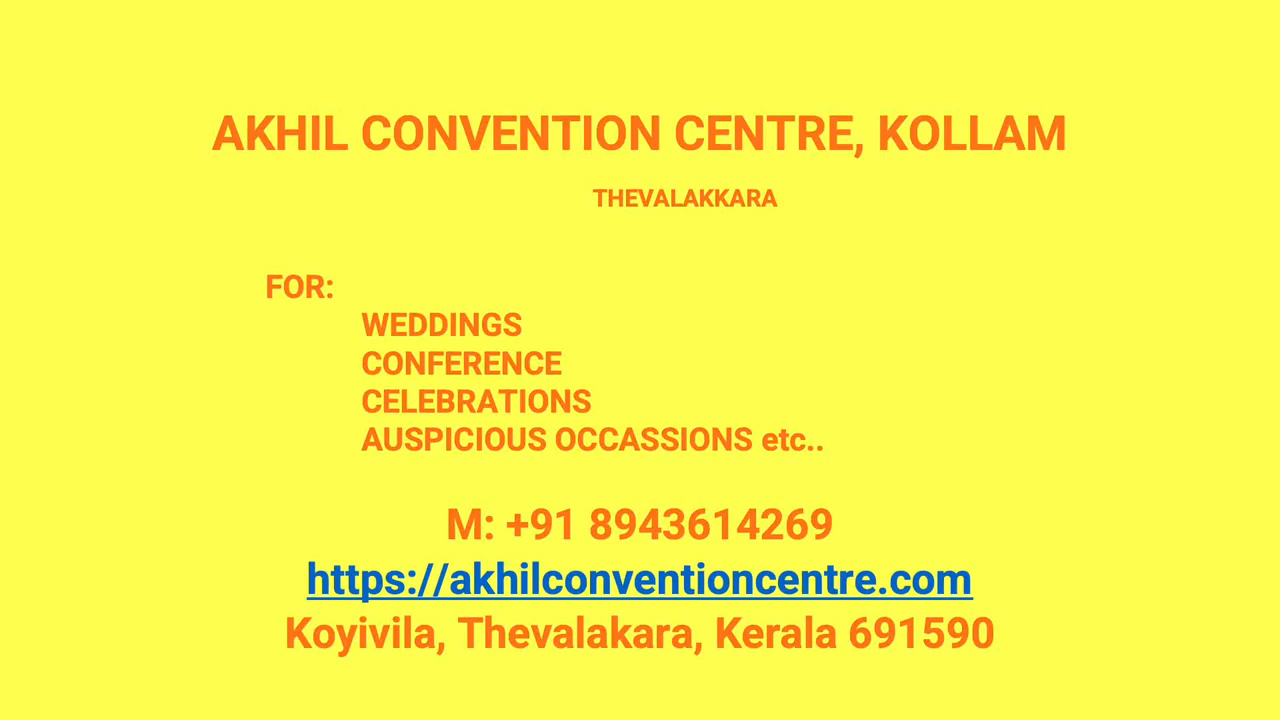 AKHIL CONVENTION CENTRE, KOLLAM
THEVALAKKARA
FOR:
WEDDINGS
CONFERENCE
CELEBRATIONS
AUSPICIOUS OCCASSIONS etc..
M: +91 8943614269
https://akhilconventioncentre.com
Koyivila, Thevalakara, Kerala 691590